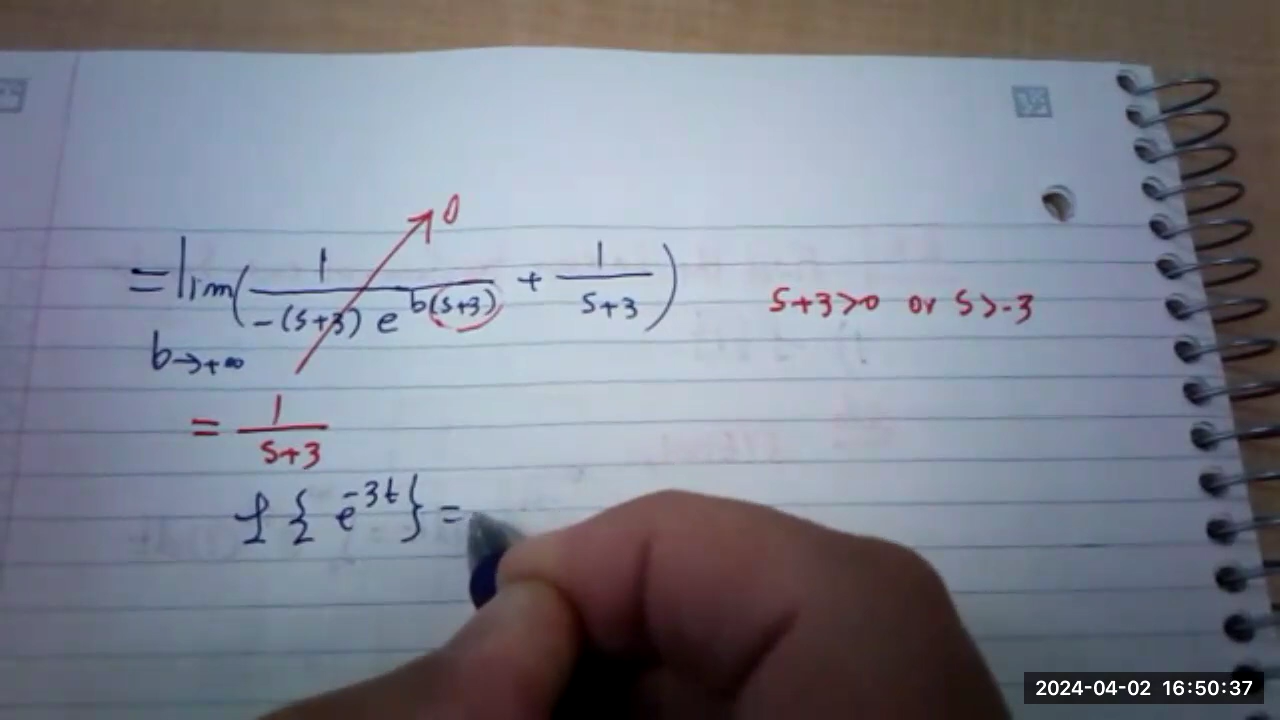 = lim ( 1 / -(s+3) e^b(s+3) + 1 / s+3 ) s+3>0 or s>-3
b→+∞
0
= 1 / s+3
ℒ { e^-3t } =
2024-04-02 16:50:37